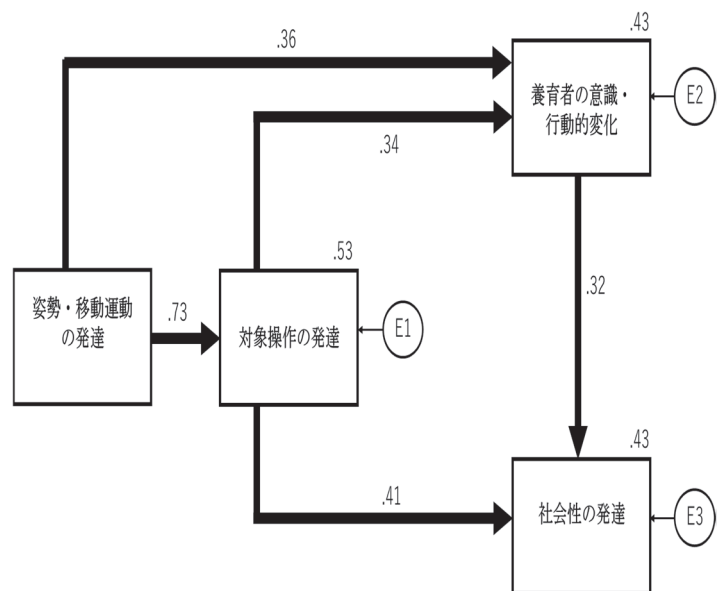 .43
.36
養育者の意識・
行動的変化
E2
.34
.53
.32
姿勢・移動運動
の発達
.73
対象操作の発達
E1
.43
.41
社会性の発達
E3